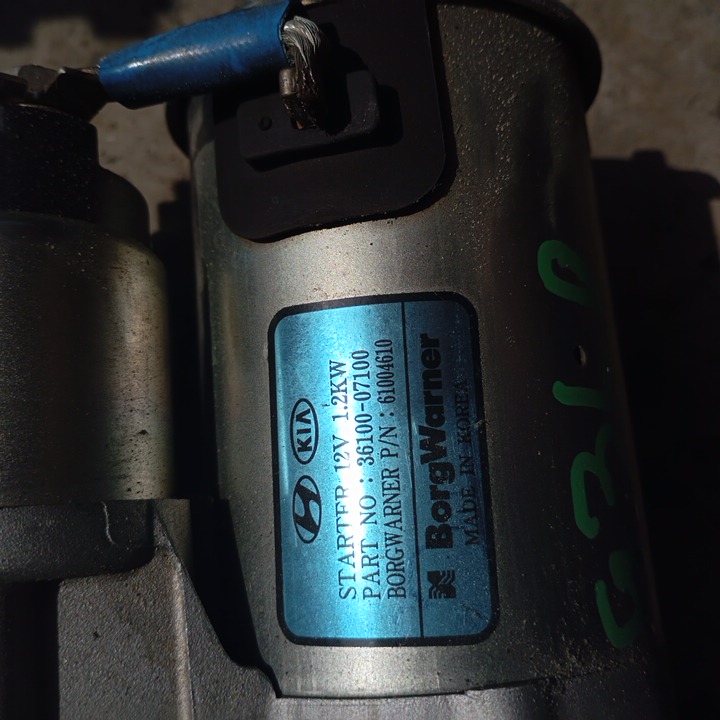 KIA
STARTER 12V 1.2KW
PART NO : 36100-07100
BORGWARNER P/N : 61004610
BorgWarner
MADE IN KOREA